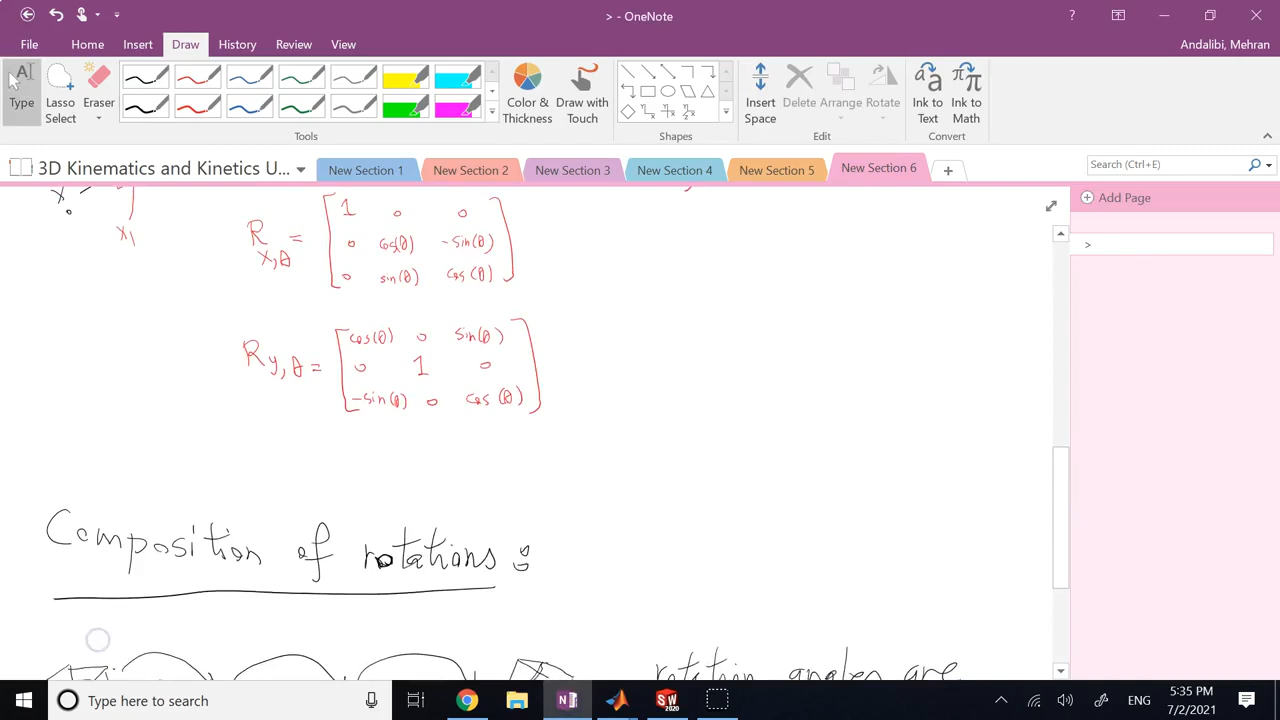 > - OneNote
Andalibi, Mehran
File Home Insert Draw History Review View
Type Lasso Select Eraser Color & Thickness Draw with Touch Insert Space Delete Arrange Rotate Ink to Text Ink to Math
Tools Shapes Edit Convert
3D Kinematics and Kinetics U... New Section 1 New Section 2 New Section 3 New Section 4 New Section 5 New Section 6 Search (Ctrl+E)
Add Page
>
x₁
R x,θ = [ 1 0 0
0 cos(θ) -sin(θ)
0 sin(θ) cos(θ) ]
R y,θ = [ cos(θ) 0 sin(θ)
0 1 0
-sin(θ) 0 cos(θ) ]
Composition of rotations :
rotation angles are
Type here to search
ENG
5:35 PM
7/2/2021